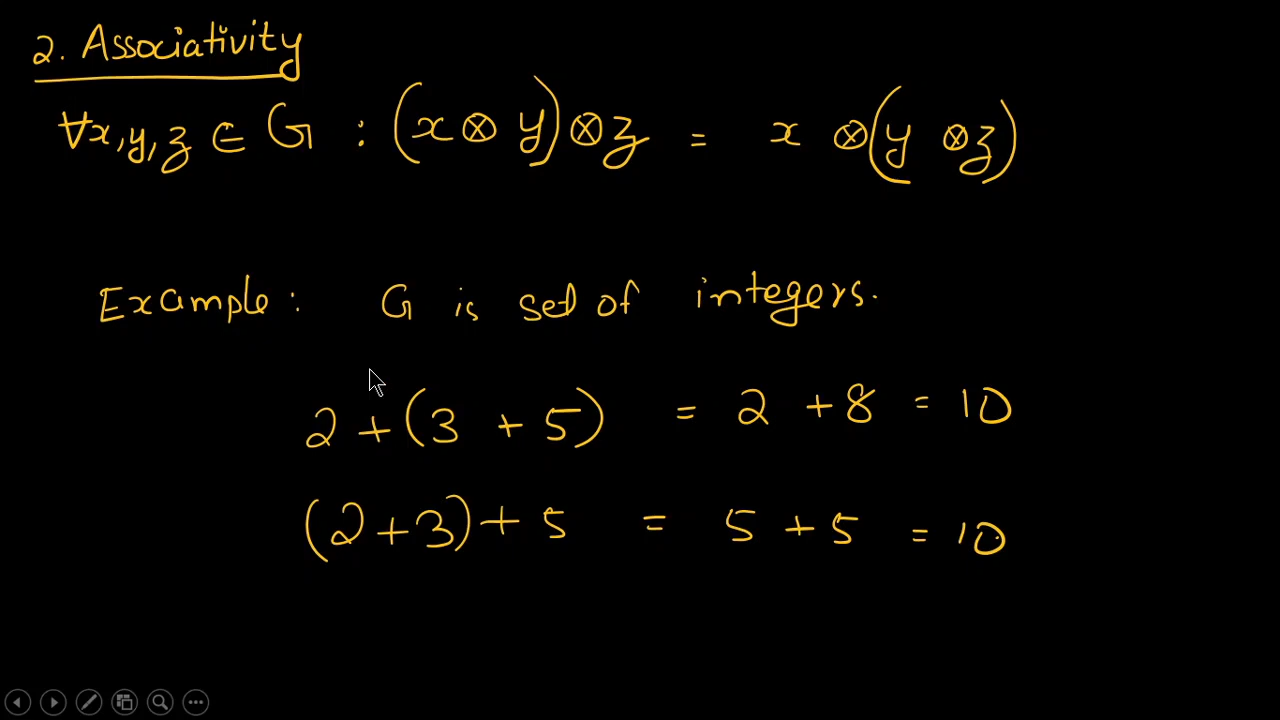 2. Associativity
∀x,y,z ∈ G : (x ⊗ y) ⊗ z = x ⊗ (y ⊗ z)
Example: G is set of integers.
2 + (3 + 5) = 2 + 8 = 10
(2 + 3) + 5 = 5 + 5 = 10